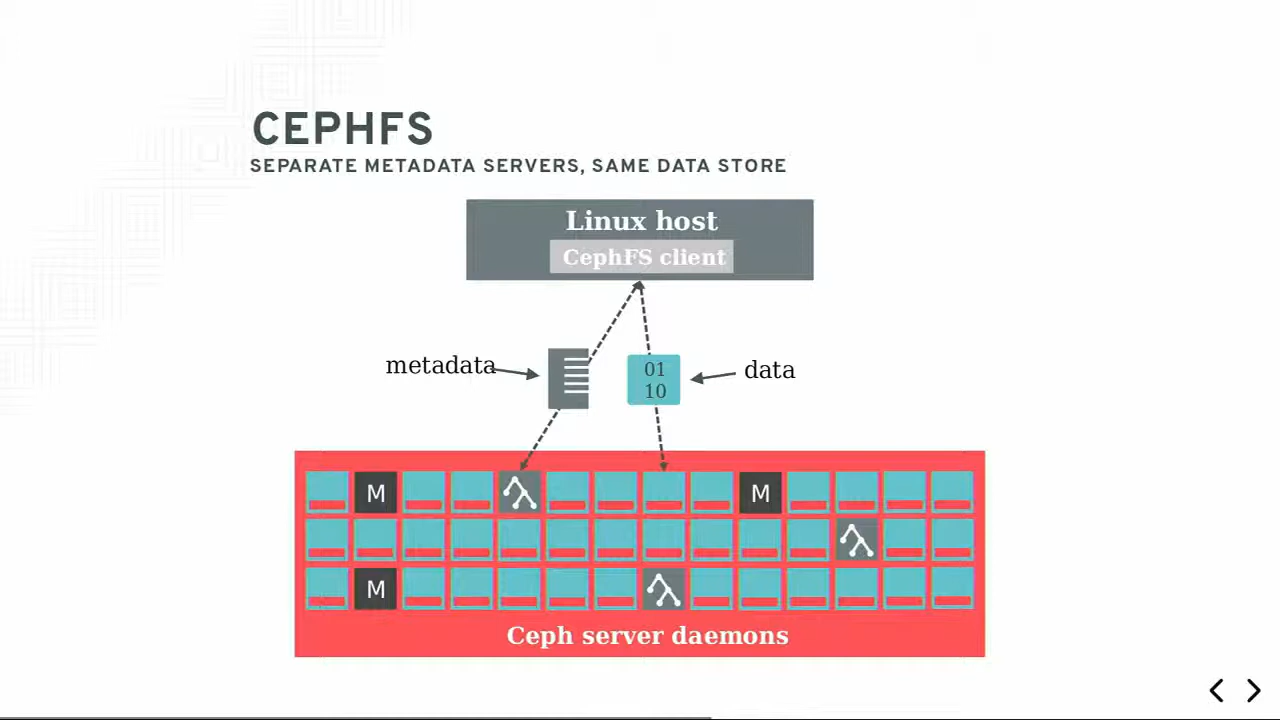 CEPHFS
SEPARATE METADATA SERVERS, SAME DATA STORE
Linux host
CephFS client
metadata
01
10
data
M
M
M
Ceph server daemons